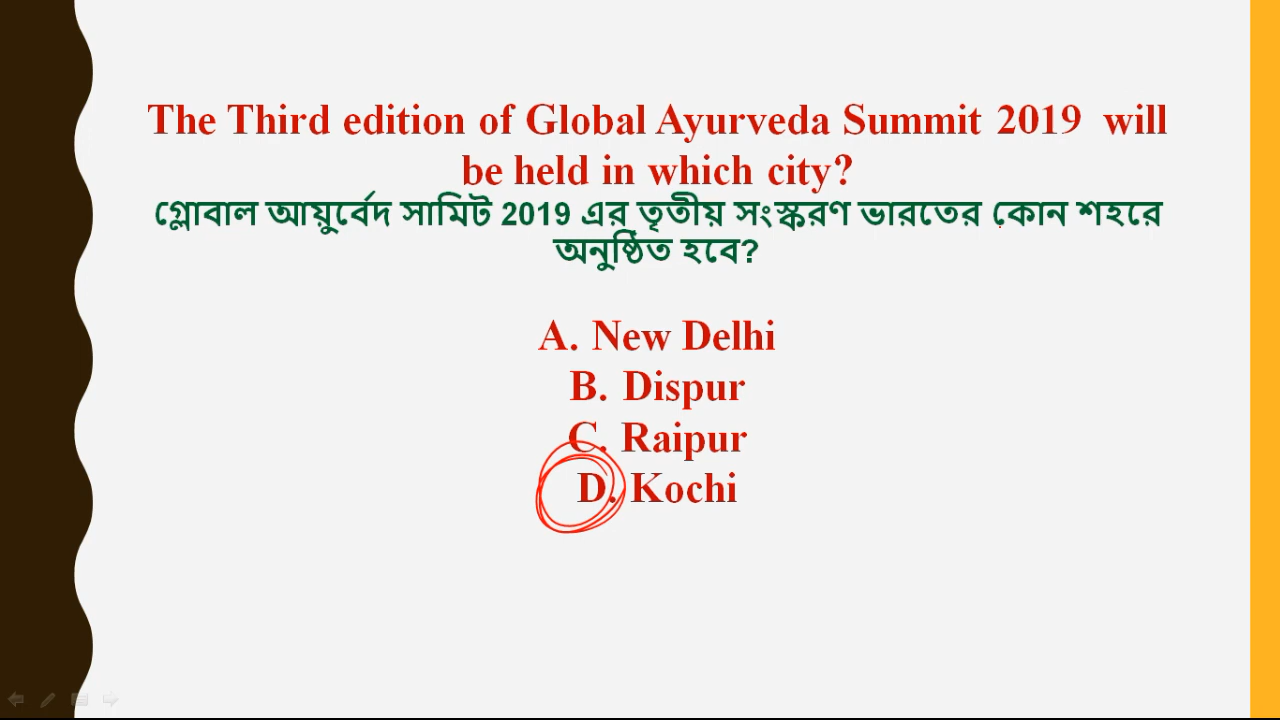 The Third edition of Global Ayurveda Summit 2019 will
be held in which city?
গ্লোবাল আয়ুর্বেদ সামিট 2019 এর তৃতীয় সংস্করণ ভারতের কোন শহরে
অনুষ্ঠিত হবে?
A. New Delhi
B. Dispur
C. Raipur
D. Kochi